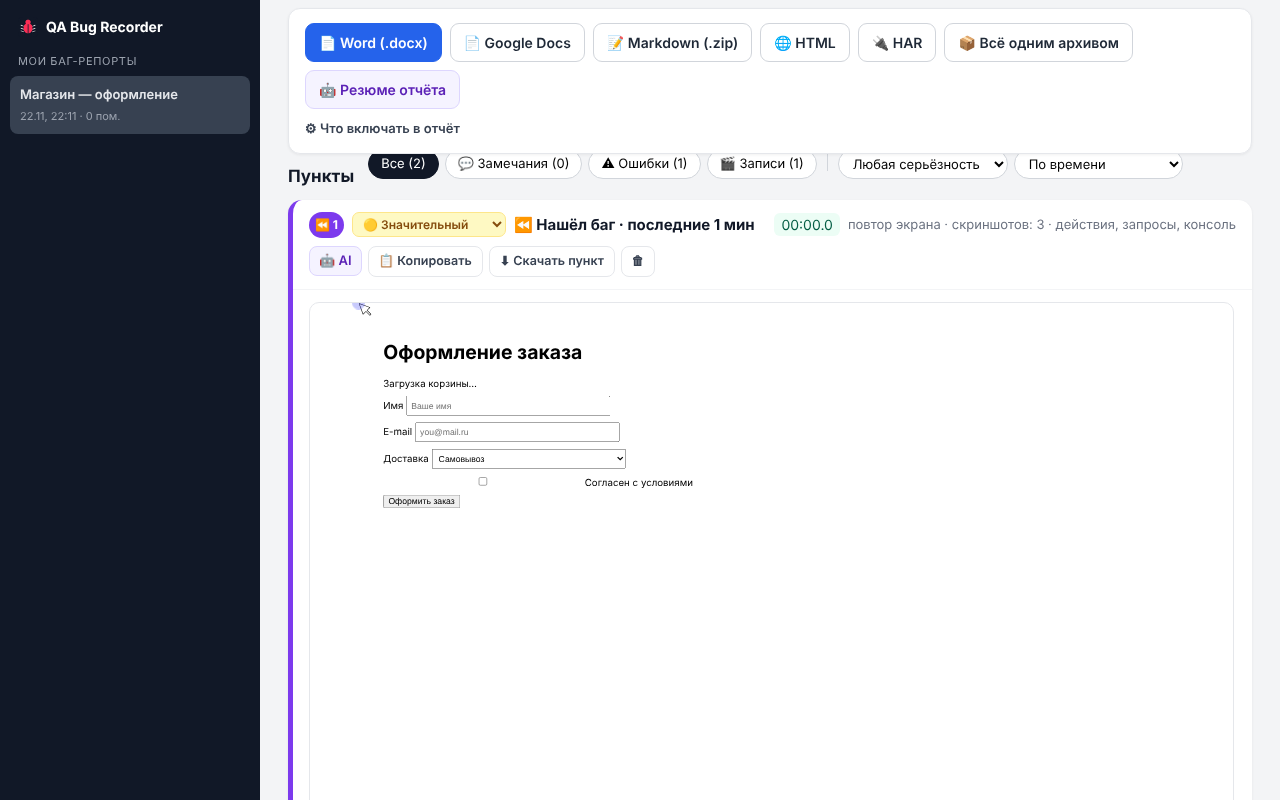 🐞 QA Bug Recorder
МОИ БАГ-РЕПОРТЫ
Магазин — оформление
22.11, 22:11 · 0 пом.
📄 Word (.docx)
📄 Google Docs
📝 Markdown (.zip)
🌐 HTML
🔌 HAR
📦 Всё одним архивом
🤖 Резюме отчёта
⚙ Что включать в отчёт
Пункты
Все (2)
💬 Замечания (0)
⚠ Ошибки (1)
🎬 Записи (1)
Любая серьёзность
По времени
⏪ 1
🟡 Значительный
⏪ Нашёл баг · последние 1 мин
00:00.0
повтор экрана · скриншотов: 3 · действия, запросы, консоль
🤖 AI
📋 Копировать
⬇ Скачать пункт
🗑
Оформление заказа
Загрузка корзины...
Имя Ваше имя
E-mail you@mail.ru
Доставка Самовывоз
Согласен с условиями
Оформить заказ